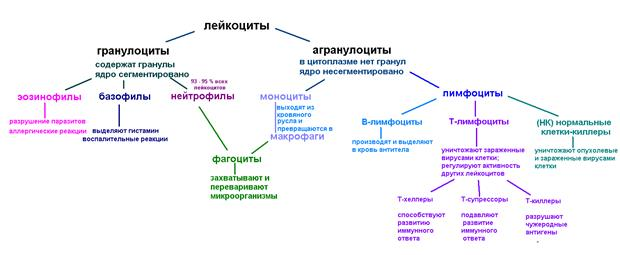 лейкоциты
гранулоциты
содержат гранулы
ядро сегментировано
агранулоциты
в цитоплазме нет гранул
ядро несегментировано
эозинофилы
разрушение паразитов
аллергические реакции
базофилы
выделяют гистамин
воспалительные реакции
93 - 95 % всех
лейкоцитов
нейтрофилы
моноциты
выходят из
кровяного
русла и
превращаются в
макрофаги
фагоциты
захватывают и
переваривают
микроорганизмы
лимфоциты
В-лимфоциты
производят и выделяют
в кровь антитела
Т-лимфоциты
уничтожают зараженные
вирусами клетки;
регулируют активность
других лейкоцитов
(НК) нормальные
клетки-киллеры
уничтожают опухолевые
и зараженные вирусами
клетки
Т-хелперы
способствуют
развитию
иммунного
ответа
Т-супрессоры
подавляют
развитие
иммунного
ответа
Т-киллеры
разрушают
чужеродные
антигены